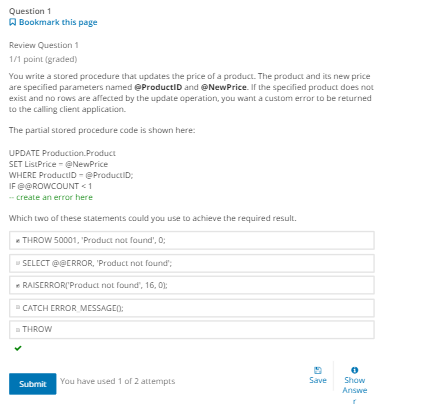 Question 1
Bookmark this page
Review Question 1
1/1 point (graded)
You write a stored procedure that updates the price of a product. The product and its new price
are specified parameters named @ProductID and @NewPrice. If the specified product does not
exist and no rows are affected by the update operation, you want a custom error to be returned
to the calling client application.
The partial stored procedure code is shown here:
UPDATE Production.Product
SET ListPrice = @NewPrice
WHERE ProductID = @ProductID;
IF @@ROWCOUNT < 1
-- create an error here
Which two of these statements could you use to achieve the required result.
THROW 50001, 'Product not found', 0;
SELECT @@ERROR, 'Product not found';
RAISERROR('Product not found', 16, 0);
CATCH ERROR_MESSAGE();
THROW
Submit You have used 1 of 2 attempts
Save
Show
Answe
r